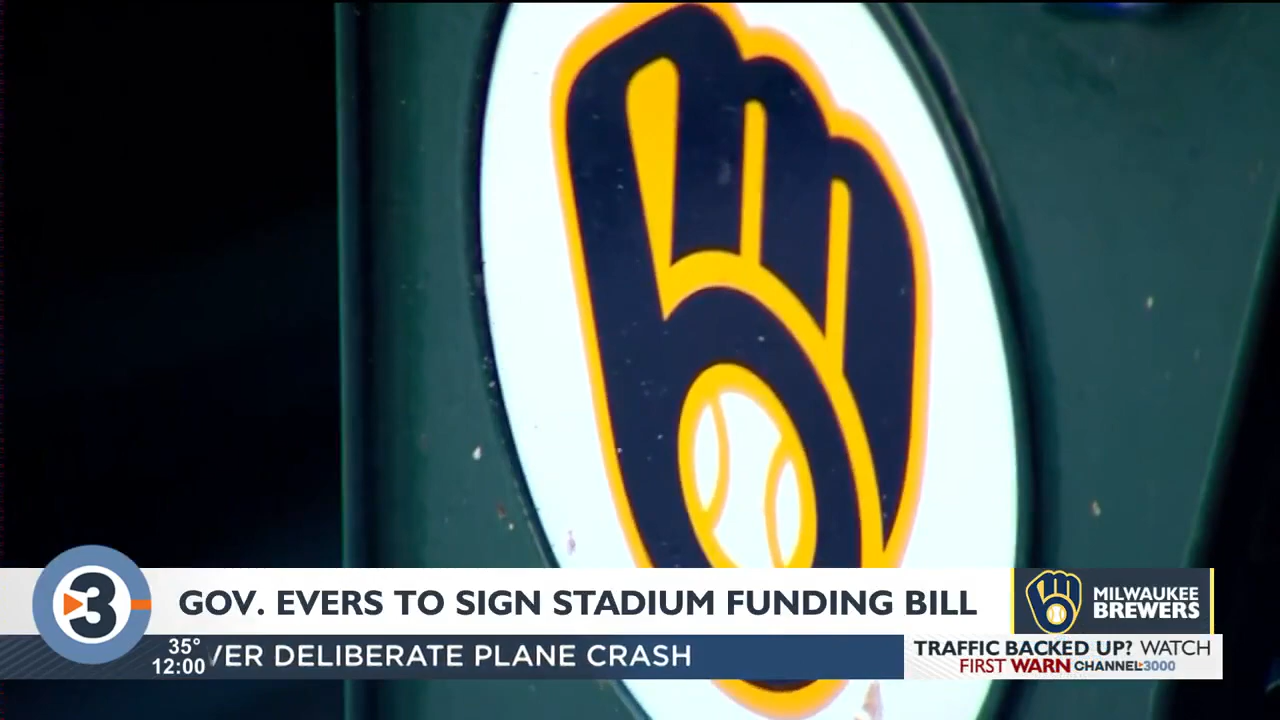 3
GOV. EVERS TO SIGN STADIUM FUNDING BILL
MILWAUKEE
BREWERS
35°
12:00
VER DELIBERATE PLANE CRASH
TRAFFIC BACKED UP? WATCH
FIRST WARN CHANNEL3000